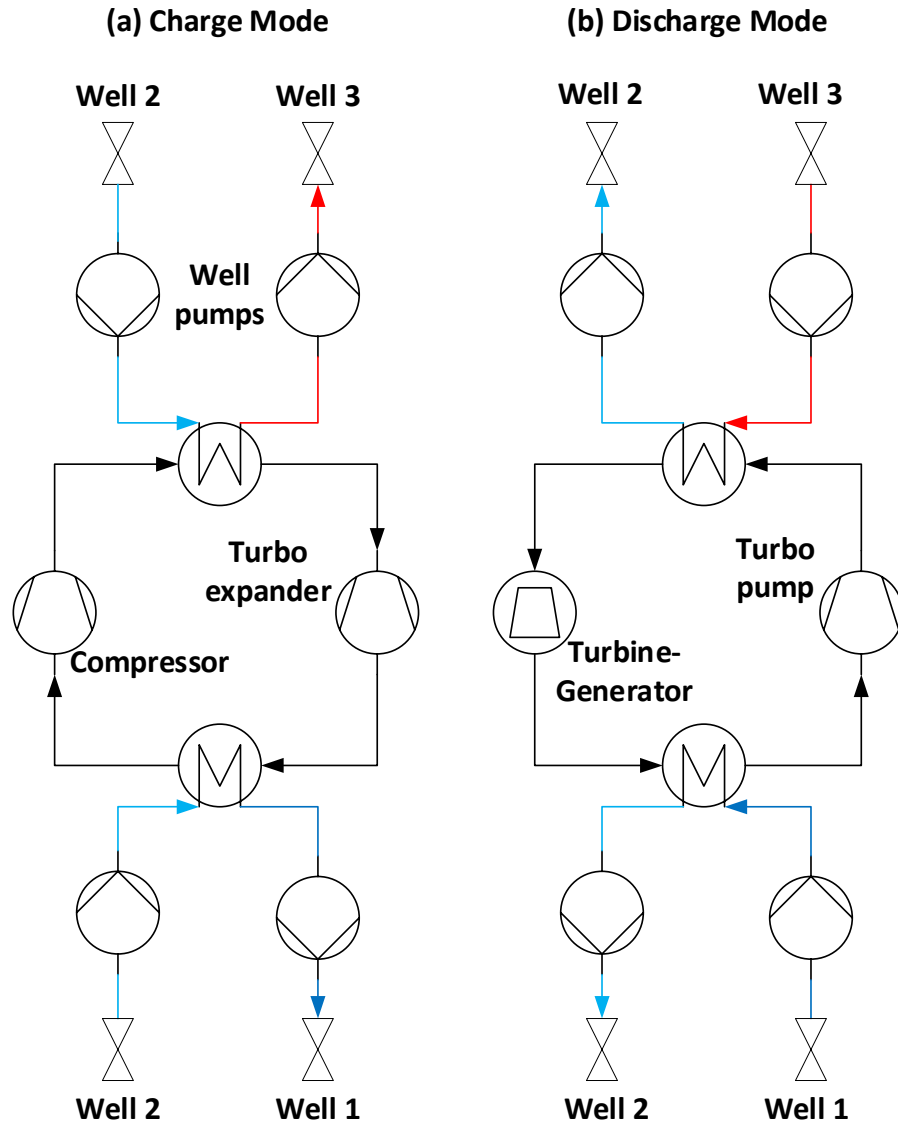 (a) Charge Mode
(b) Discharge Mode
Well 2
Well 3
Well 2
Well 3
Well
pumps
Turbo
expander
Compressor
Turbo
pump
Turbine-
Generator
Well 2
Well 1
Well 2
Well 1